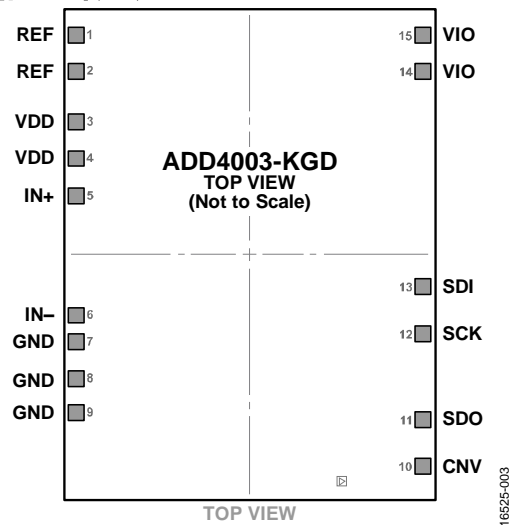 REF 1
REF 2
VDD 3
VDD 4
IN+ 5
IN– 6
GND 7
GND 8
GND 9
ADD4003-KGD
TOP VIEW
(Not to Scale)
15 VIO
14 VIO
13 SDI
12 SCK
11 SDO
10 CNV
TOP VIEW
16525-003